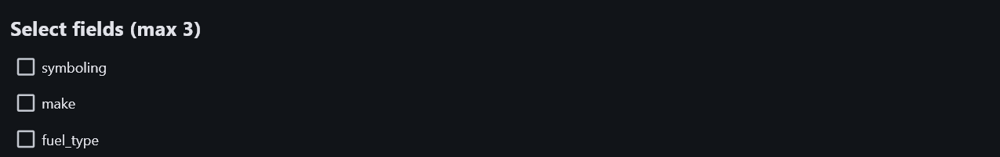 Select fields (max 3)
symboling
make
fuel_type